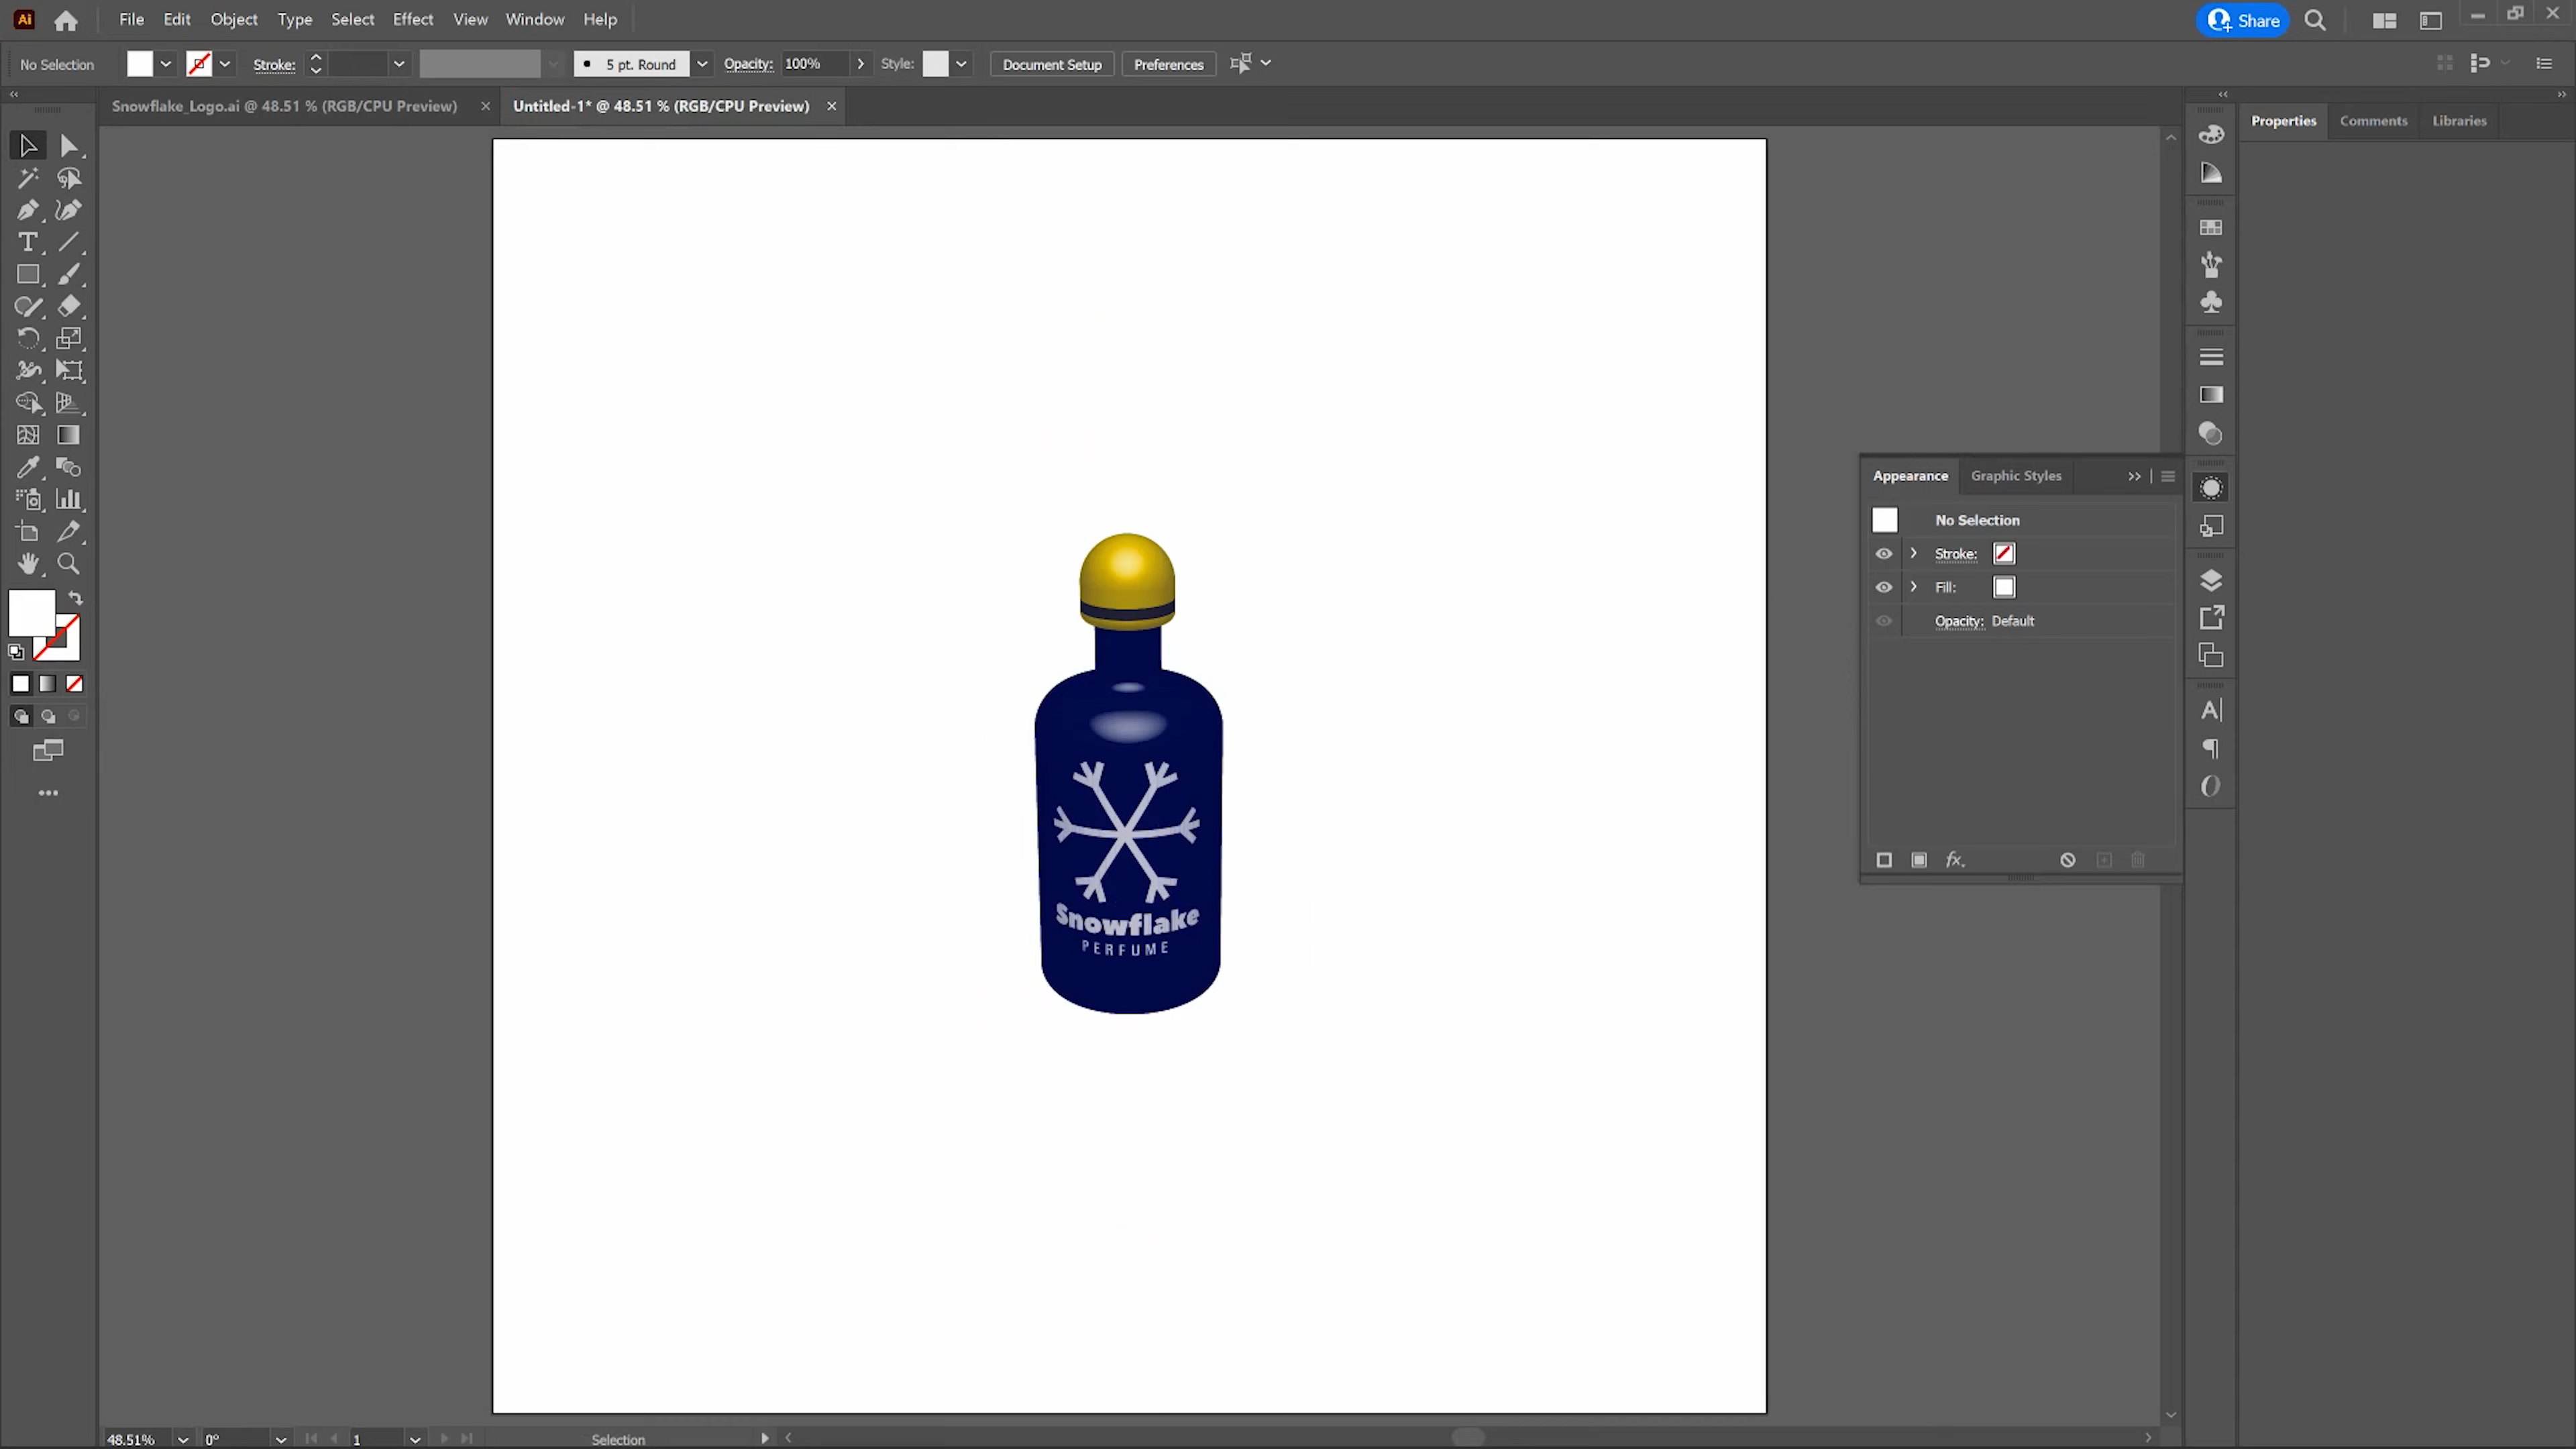 Ai File Edit Object Type Select Effect View Window Help Share
No Selection Stroke: 5 pt. Round Opacity: 100% Style: Document Setup Preferences
Snowflake_Logo.ai @ 48.51 % (RGB/CPU Preview) × Untitled-1* @ 48.51 % (RGB/CPU Preview) ×
Properties Comments Libraries
Appearance Graphic Styles
No Selection
Stroke:
Fill:
Opacity: Default
fx.
Snowflake
PERFUME
48.51% 0° 1 Selection